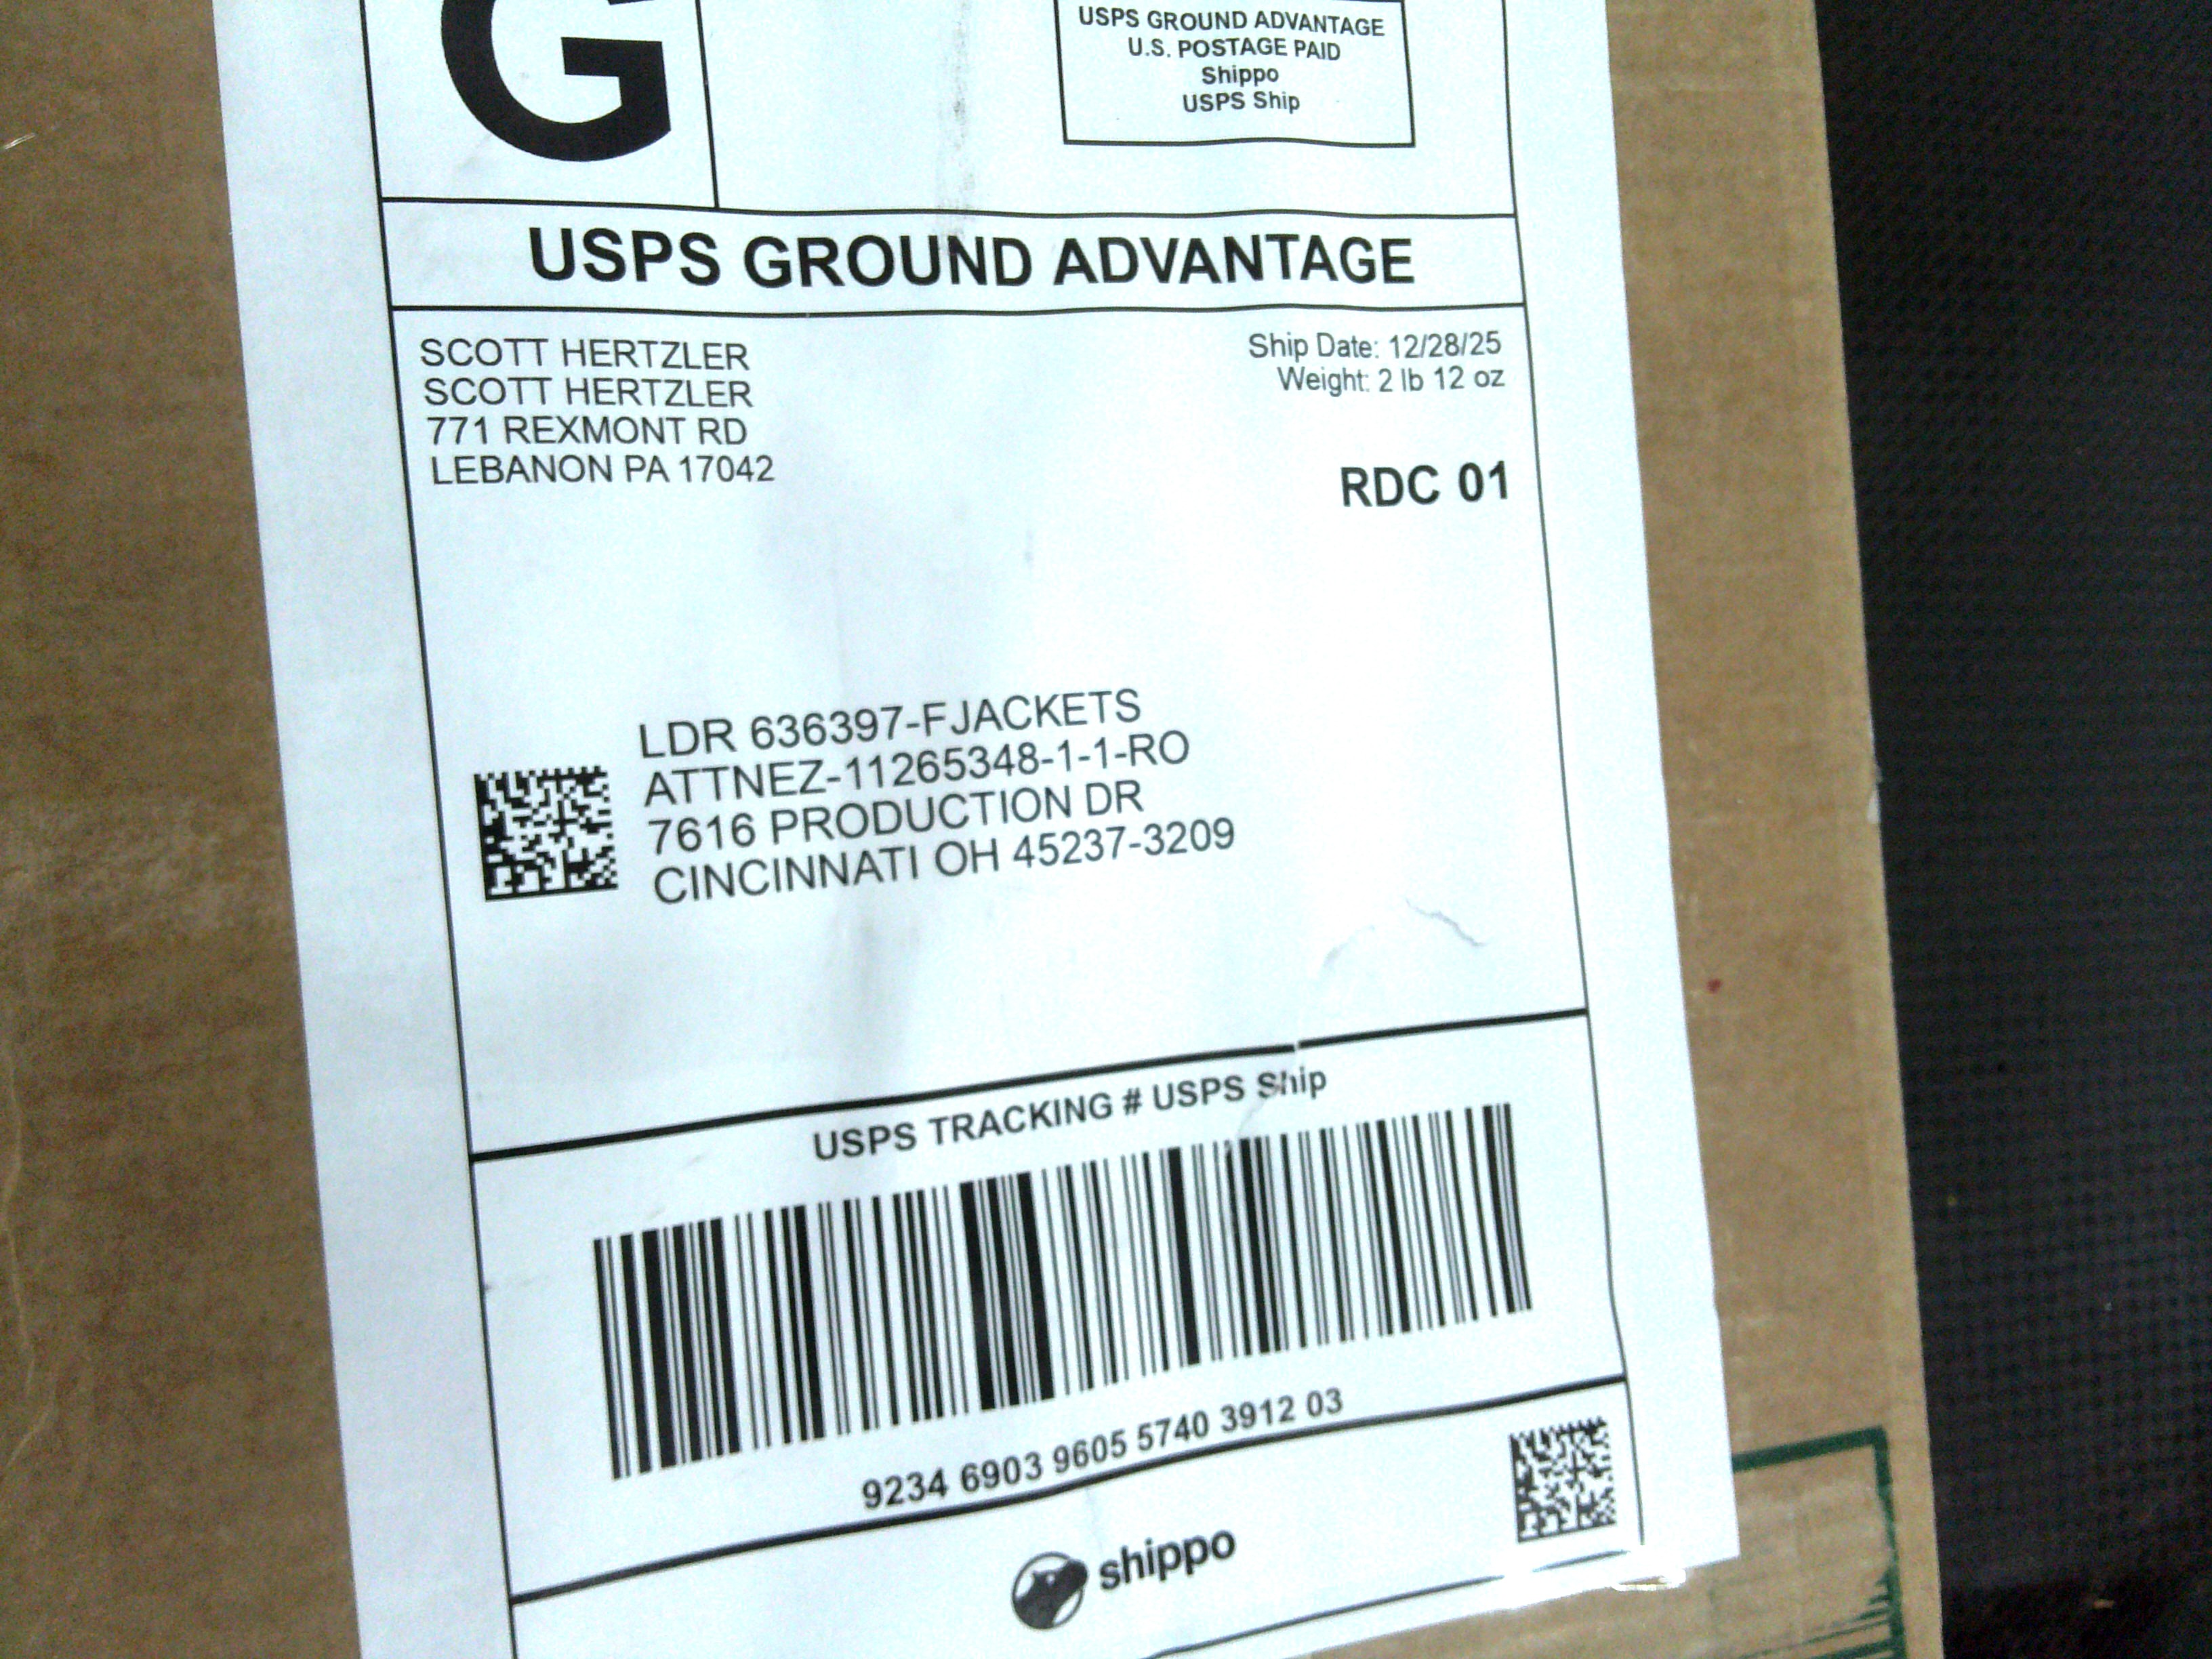 G
USPS GROUND ADVANTAGE
U.S. POSTAGE PAID
Shippo
USPS Ship
USPS GROUND ADVANTAGE
SCOTT HERTZLER
SCOTT HERTZLER
771 REXMONT RD
LEBANON PA 17042
Ship Date: 12/28/25
Weight: 2 lb 12 oz
RDC 01
LDR 636397-FJACKETS
ATTNEZ-11265348-1-1-RO
7616 PRODUCTION DR
CINCINNATI OH 45237-3209
USPS TRACKING # USPS Ship
9234 6903 9605 5740 3912 03
shippo